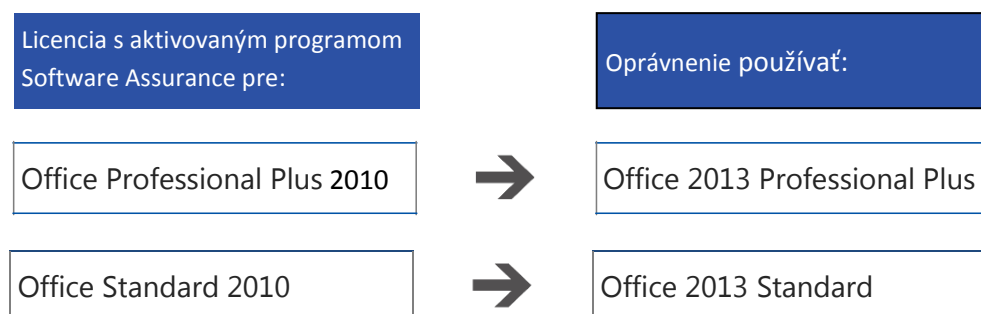 Licencia s aktivovaným programom
Software Assurance pre:
Oprávnenie používať:
Office Professional Plus 2010
Office 2013 Professional Plus
Office Standard 2010
Office 2013 Standard